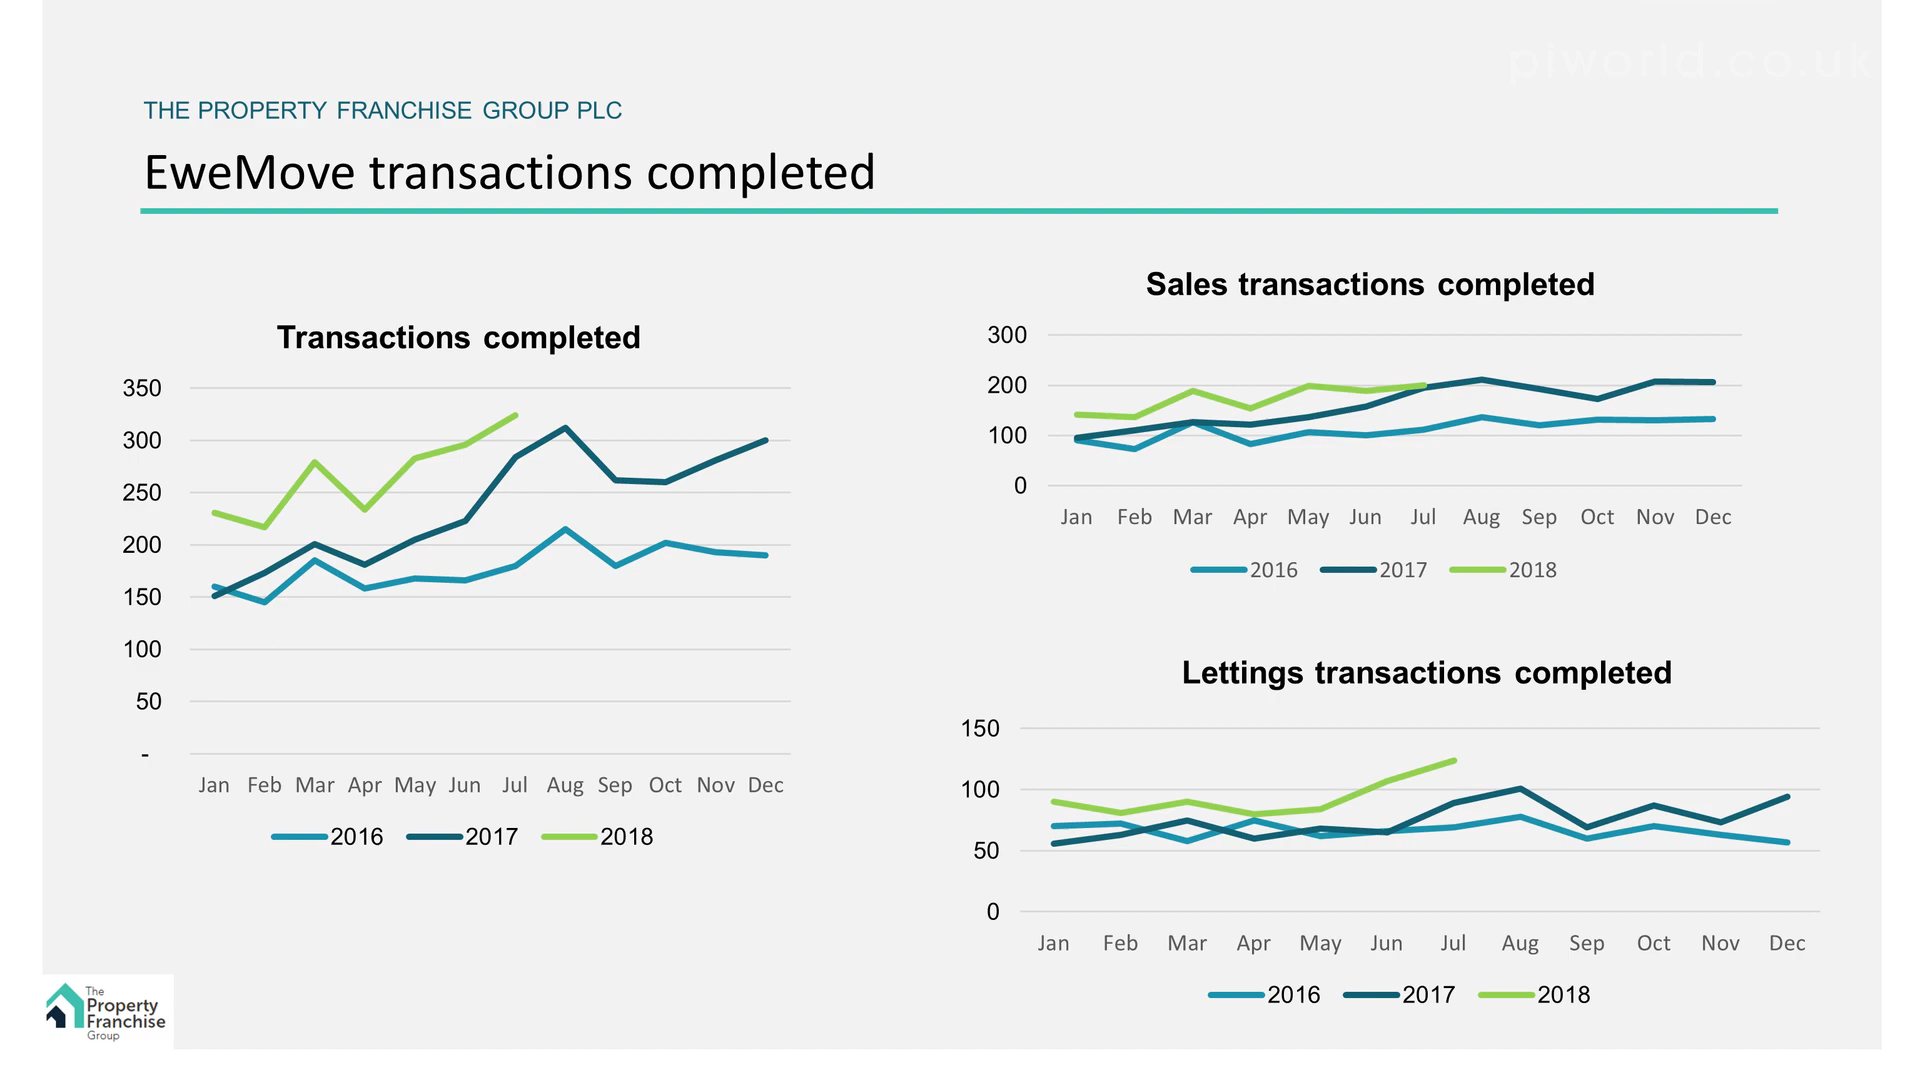 piworld.co.uk
THE PROPERTY FRANCHISE GROUP PLC
EweMove transactions completed
Transactions completed
350
300
250
200
150
100
50
-
Jan Feb Mar Apr May Jun Jul Aug Sep Oct Nov Dec
2016 2017 2018
Sales transactions completed
300
200
100
0
Jan Feb Mar Apr May Jun Jul Aug Sep Oct Nov Dec
2016 2017 2018
Lettings transactions completed
150
100
50
0
Jan Feb Mar Apr May Jun Jul Aug Sep Oct Nov Dec
2016 2017 2018
The
Property
Franchise
Group